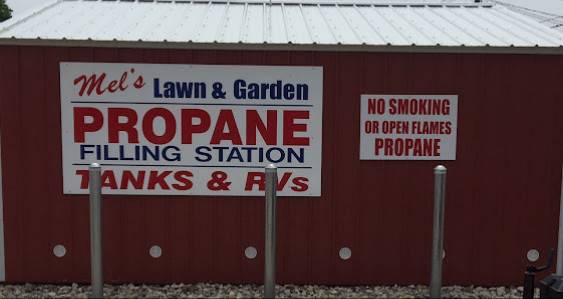 Mel's Lawn & Garden
PROPANE
FILLING STATION
TANKS & RVs
NO SMOKING
OR OPEN FLAMES
PROPANE